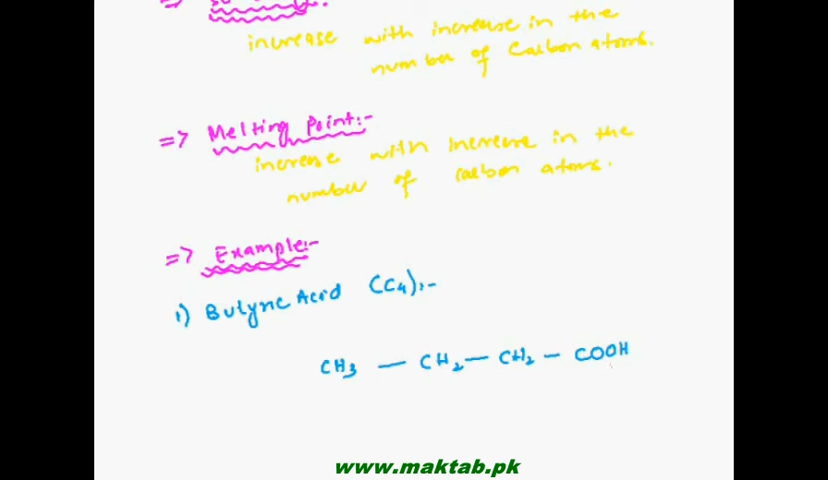 increase with increase in the
number of Carbon atoms.
=> Melting Point:-
increase with increase in the
number of carbon atoms.
=> Example:-
1) Butyric Acid (C4):-
CH3 — CH2 — CH2 — COOH
www.maktab.pk